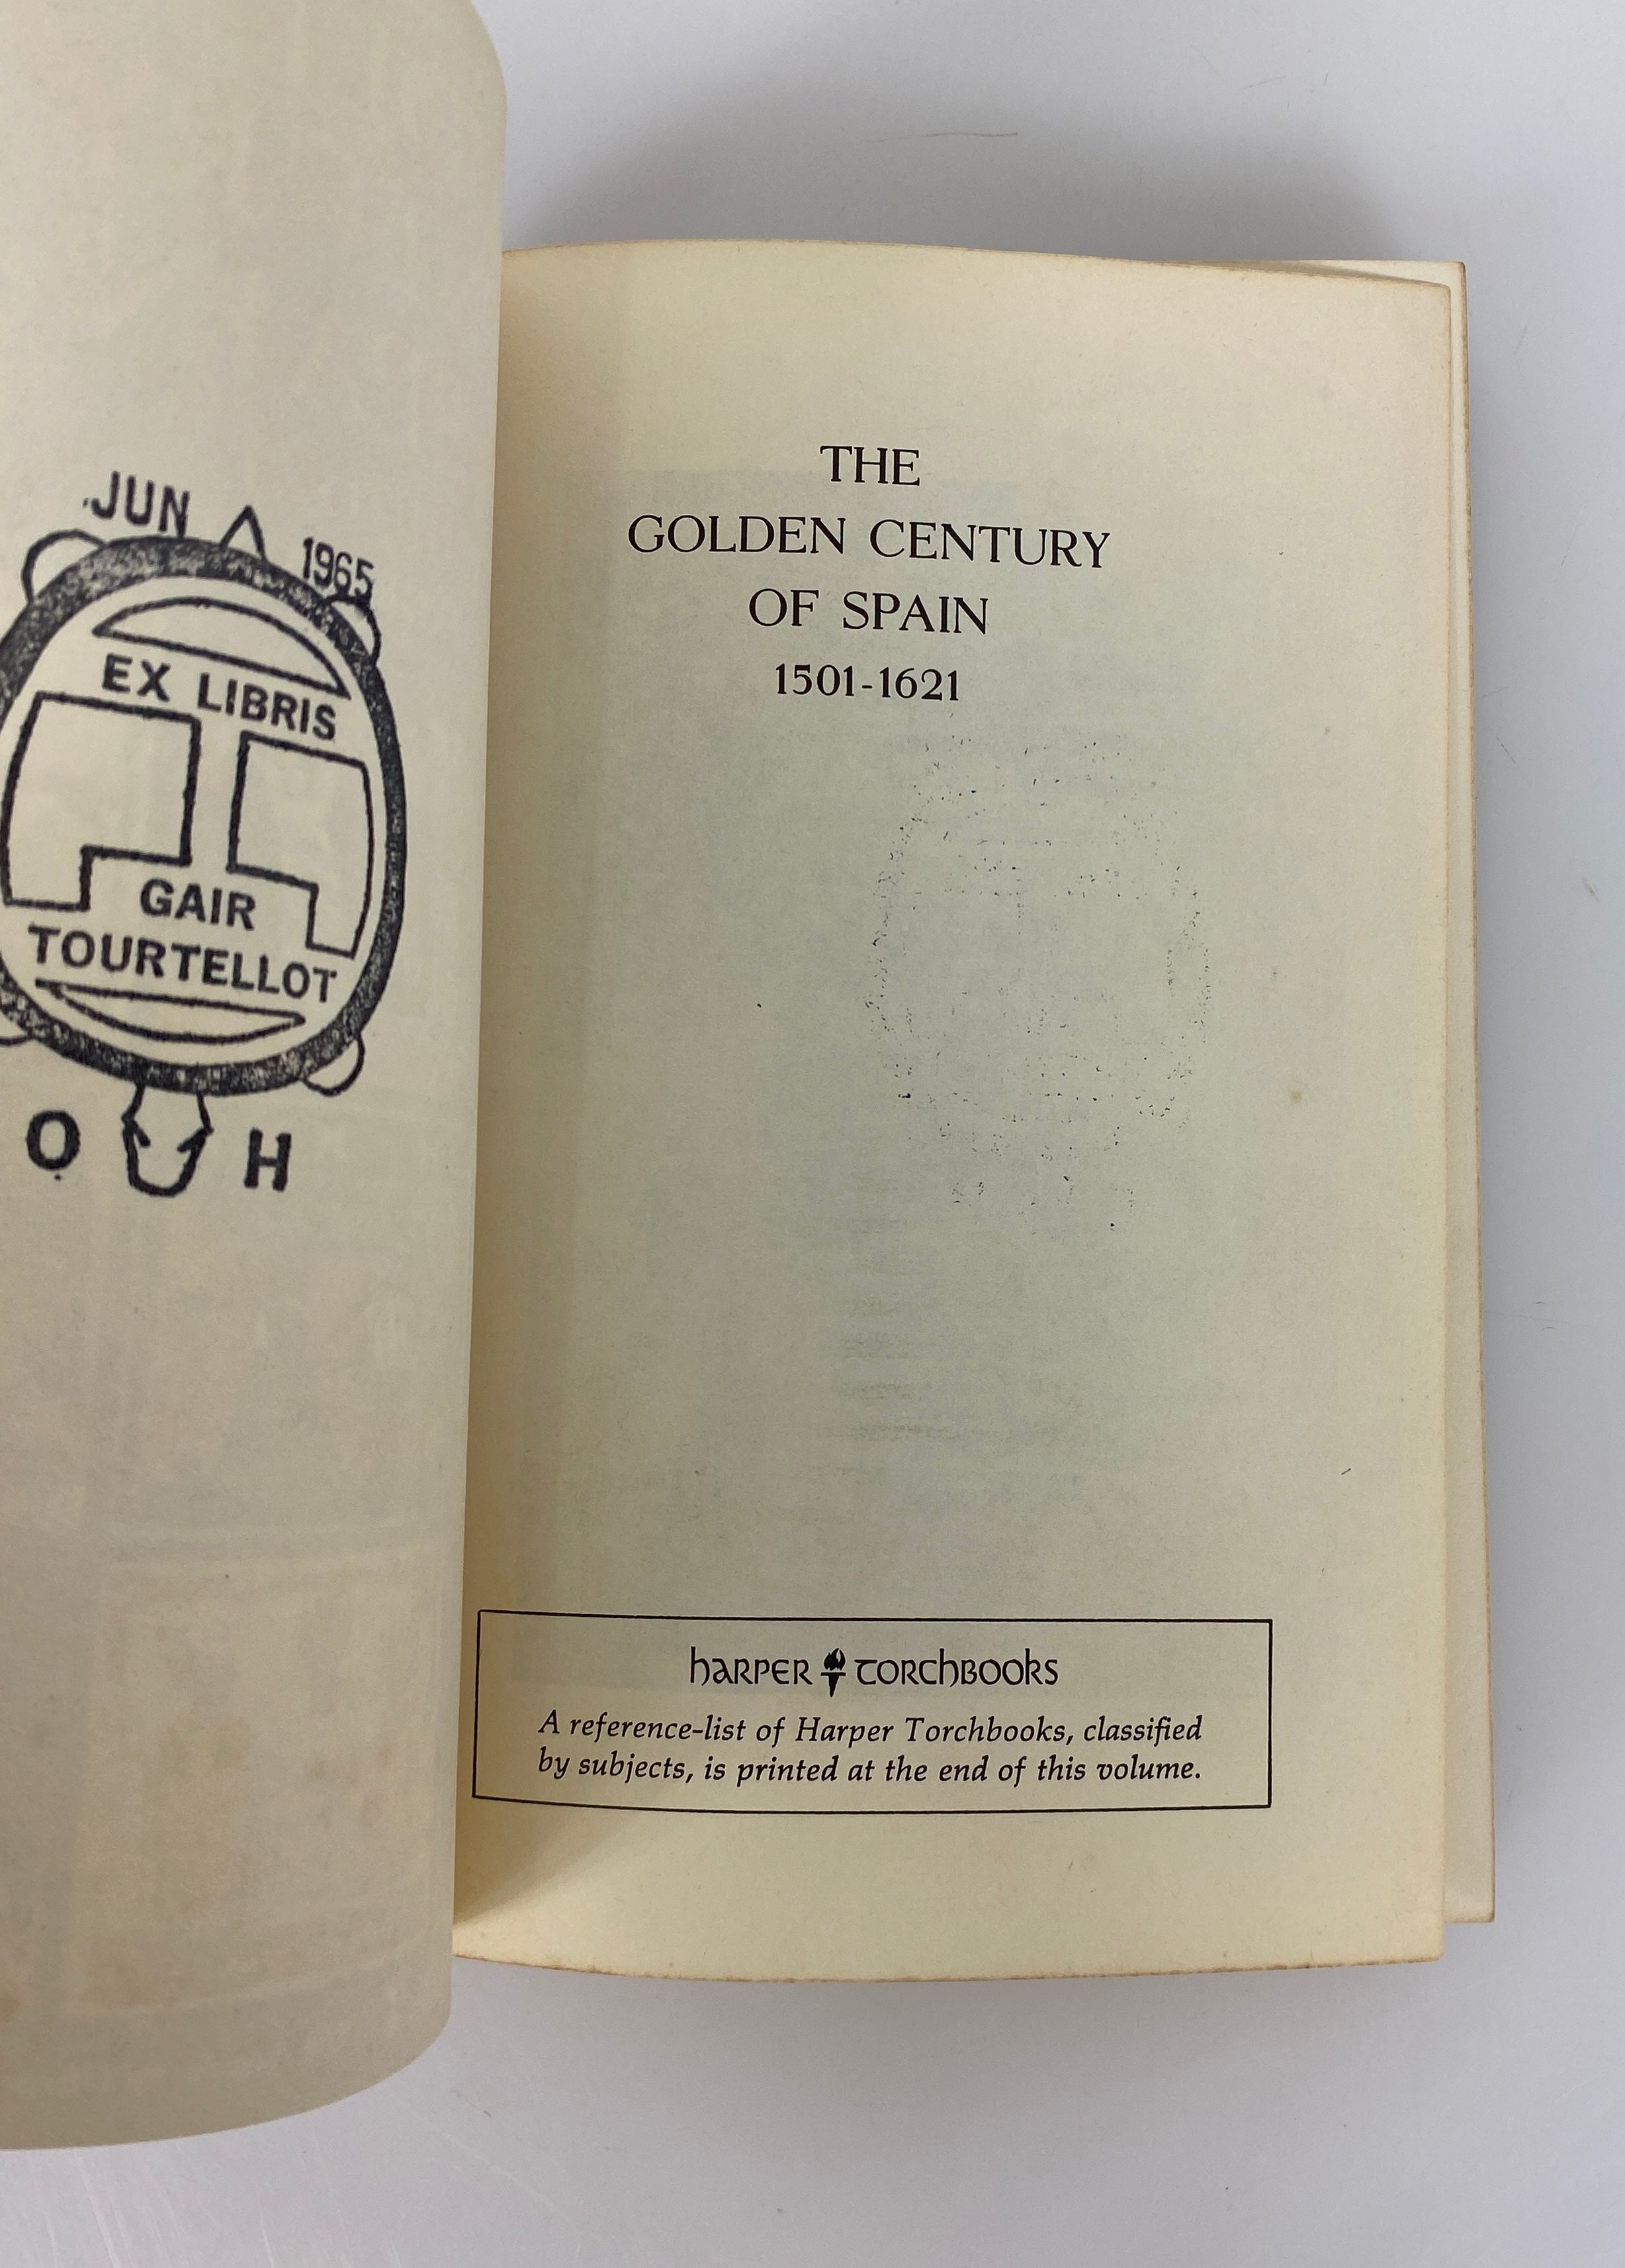 JUN 1965
EX LIBRIS
GAIR
TOURTELLOT
O H
THE
GOLDEN CENTURY
OF SPAIN
1501-1621
harper torchbooks
A reference-list of Harper Torchbooks, classified
by subjects, is printed at the end of this volume.